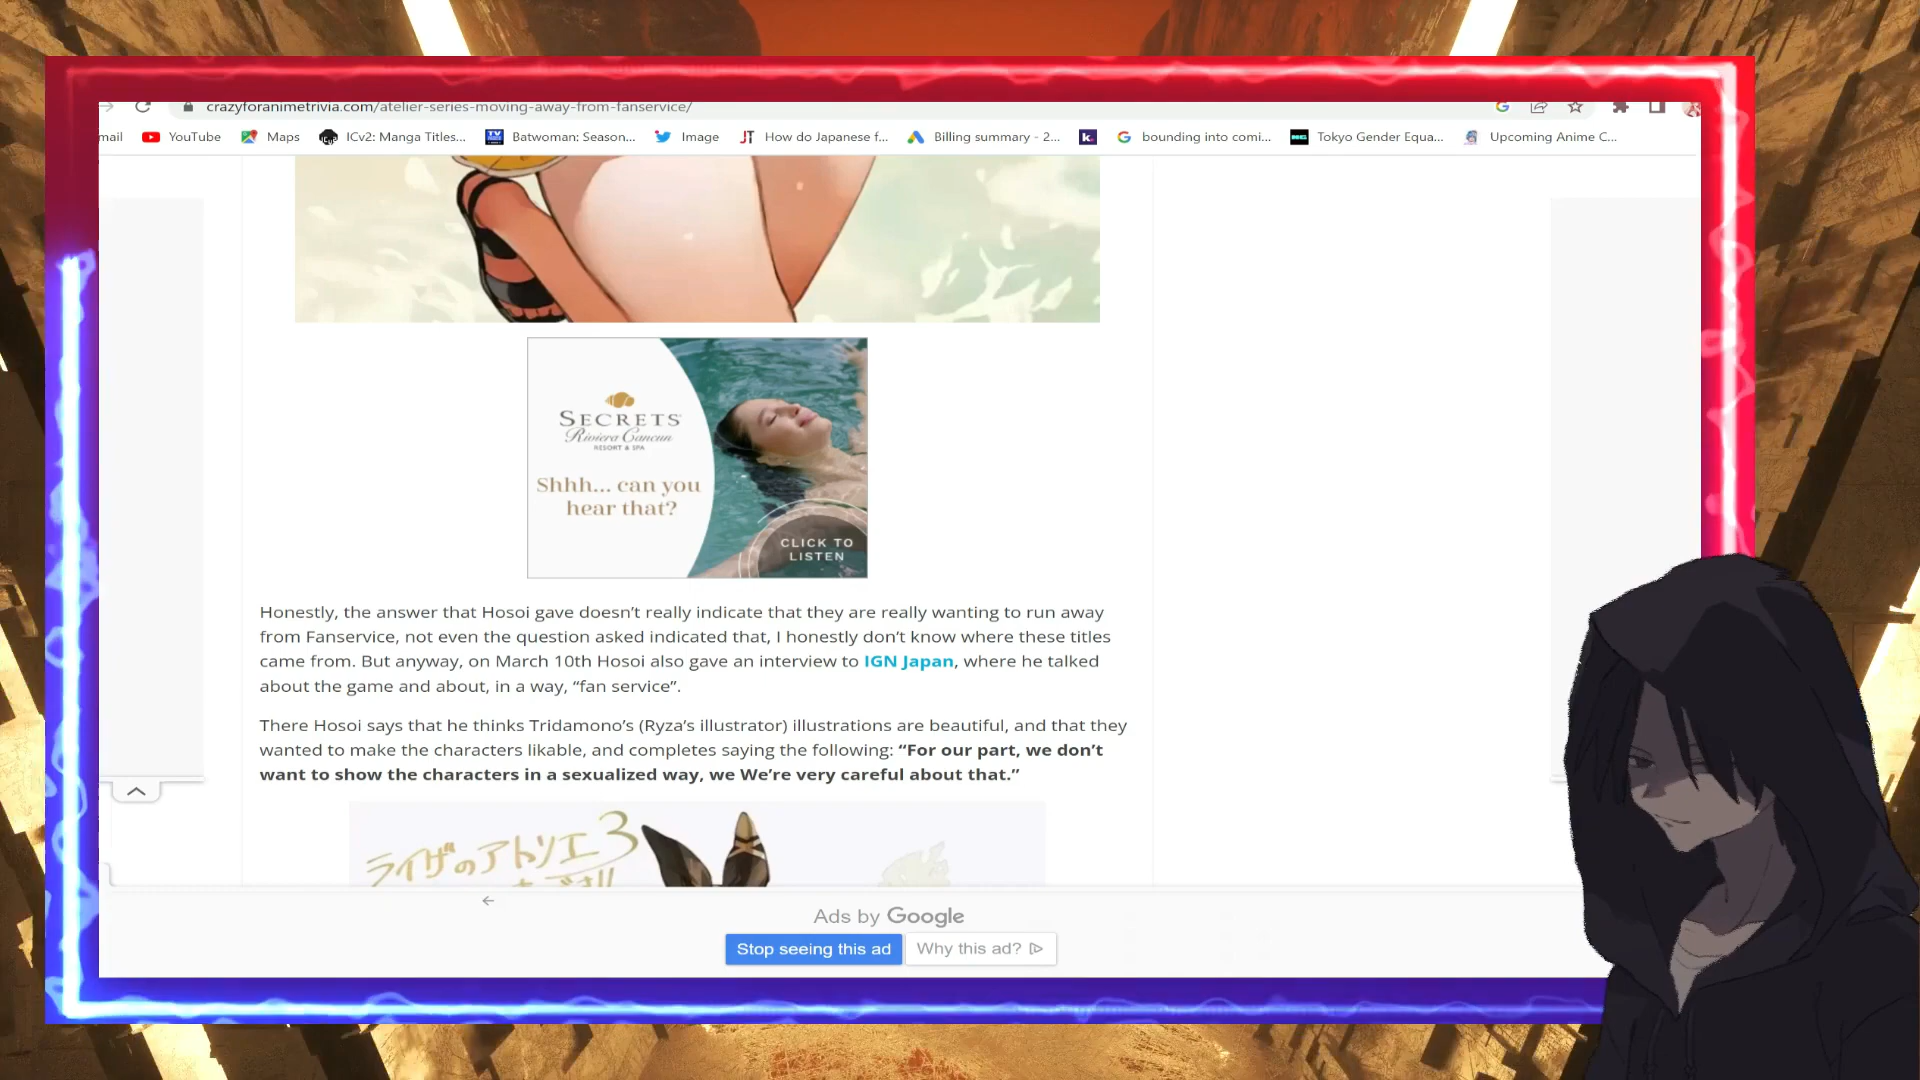 crazyforanimetrivia.com/atelier-series-moving-away-from-fanservice/
mail YouTube Maps ICv2: Manga Titles... Batwoman: Season... Image How do Japanese f... Billing summary - 2... bounding into comi... Tokyo Gender Equa... Upcoming Anime C...
SECRETS
Riviera Cancun
RESORT & SPA
Shhh... can you
hear that?
CLICK TO
LISTEN
Honestly, the answer that Hosoi gave doesn’t really indicate that they are really wanting to run away
from Fanservice, not even the question asked indicated that, I honestly don’t know where these titles
came from. But anyway, on March 10th Hosoi also gave an interview to IGN Japan, where he talked
about the game and about, in a way, “fan service”.
There Hosoi says that he thinks Tridamono’s (Ryza’s illustrator) illustrations are beautiful, and that they
wanted to make the characters likable, and completes saying the following: “For our part, we don’t
want to show the characters in a sexualized way, we We’re very careful about that.”
ライザのアトリエ3
Ads by Google
Stop seeing this ad Why this ad?